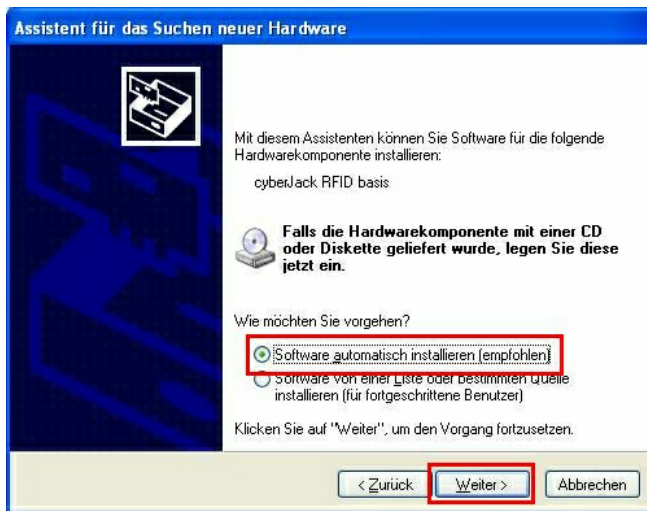 Assistent für das Suchen neuer Hardware
Mit diesem Assistenten können Sie Software für die folgende
Hardwarekomponente installieren:
cyberJack RFID basis
Falls die Hardwarekomponente mit einer CD
oder Diskette geliefert wurde, legen Sie diese
jetzt ein.
Wie möchten Sie vorgehen?
Software automatisch installieren (empfohlen)
Software von einer Liste oder bestimmten Quelle
installieren (für fortgeschrittene Benutzer)
Klicken Sie auf "Weiter", um den Vorgang fortzusetzen.
< Zurück Weiter > Abbrechen